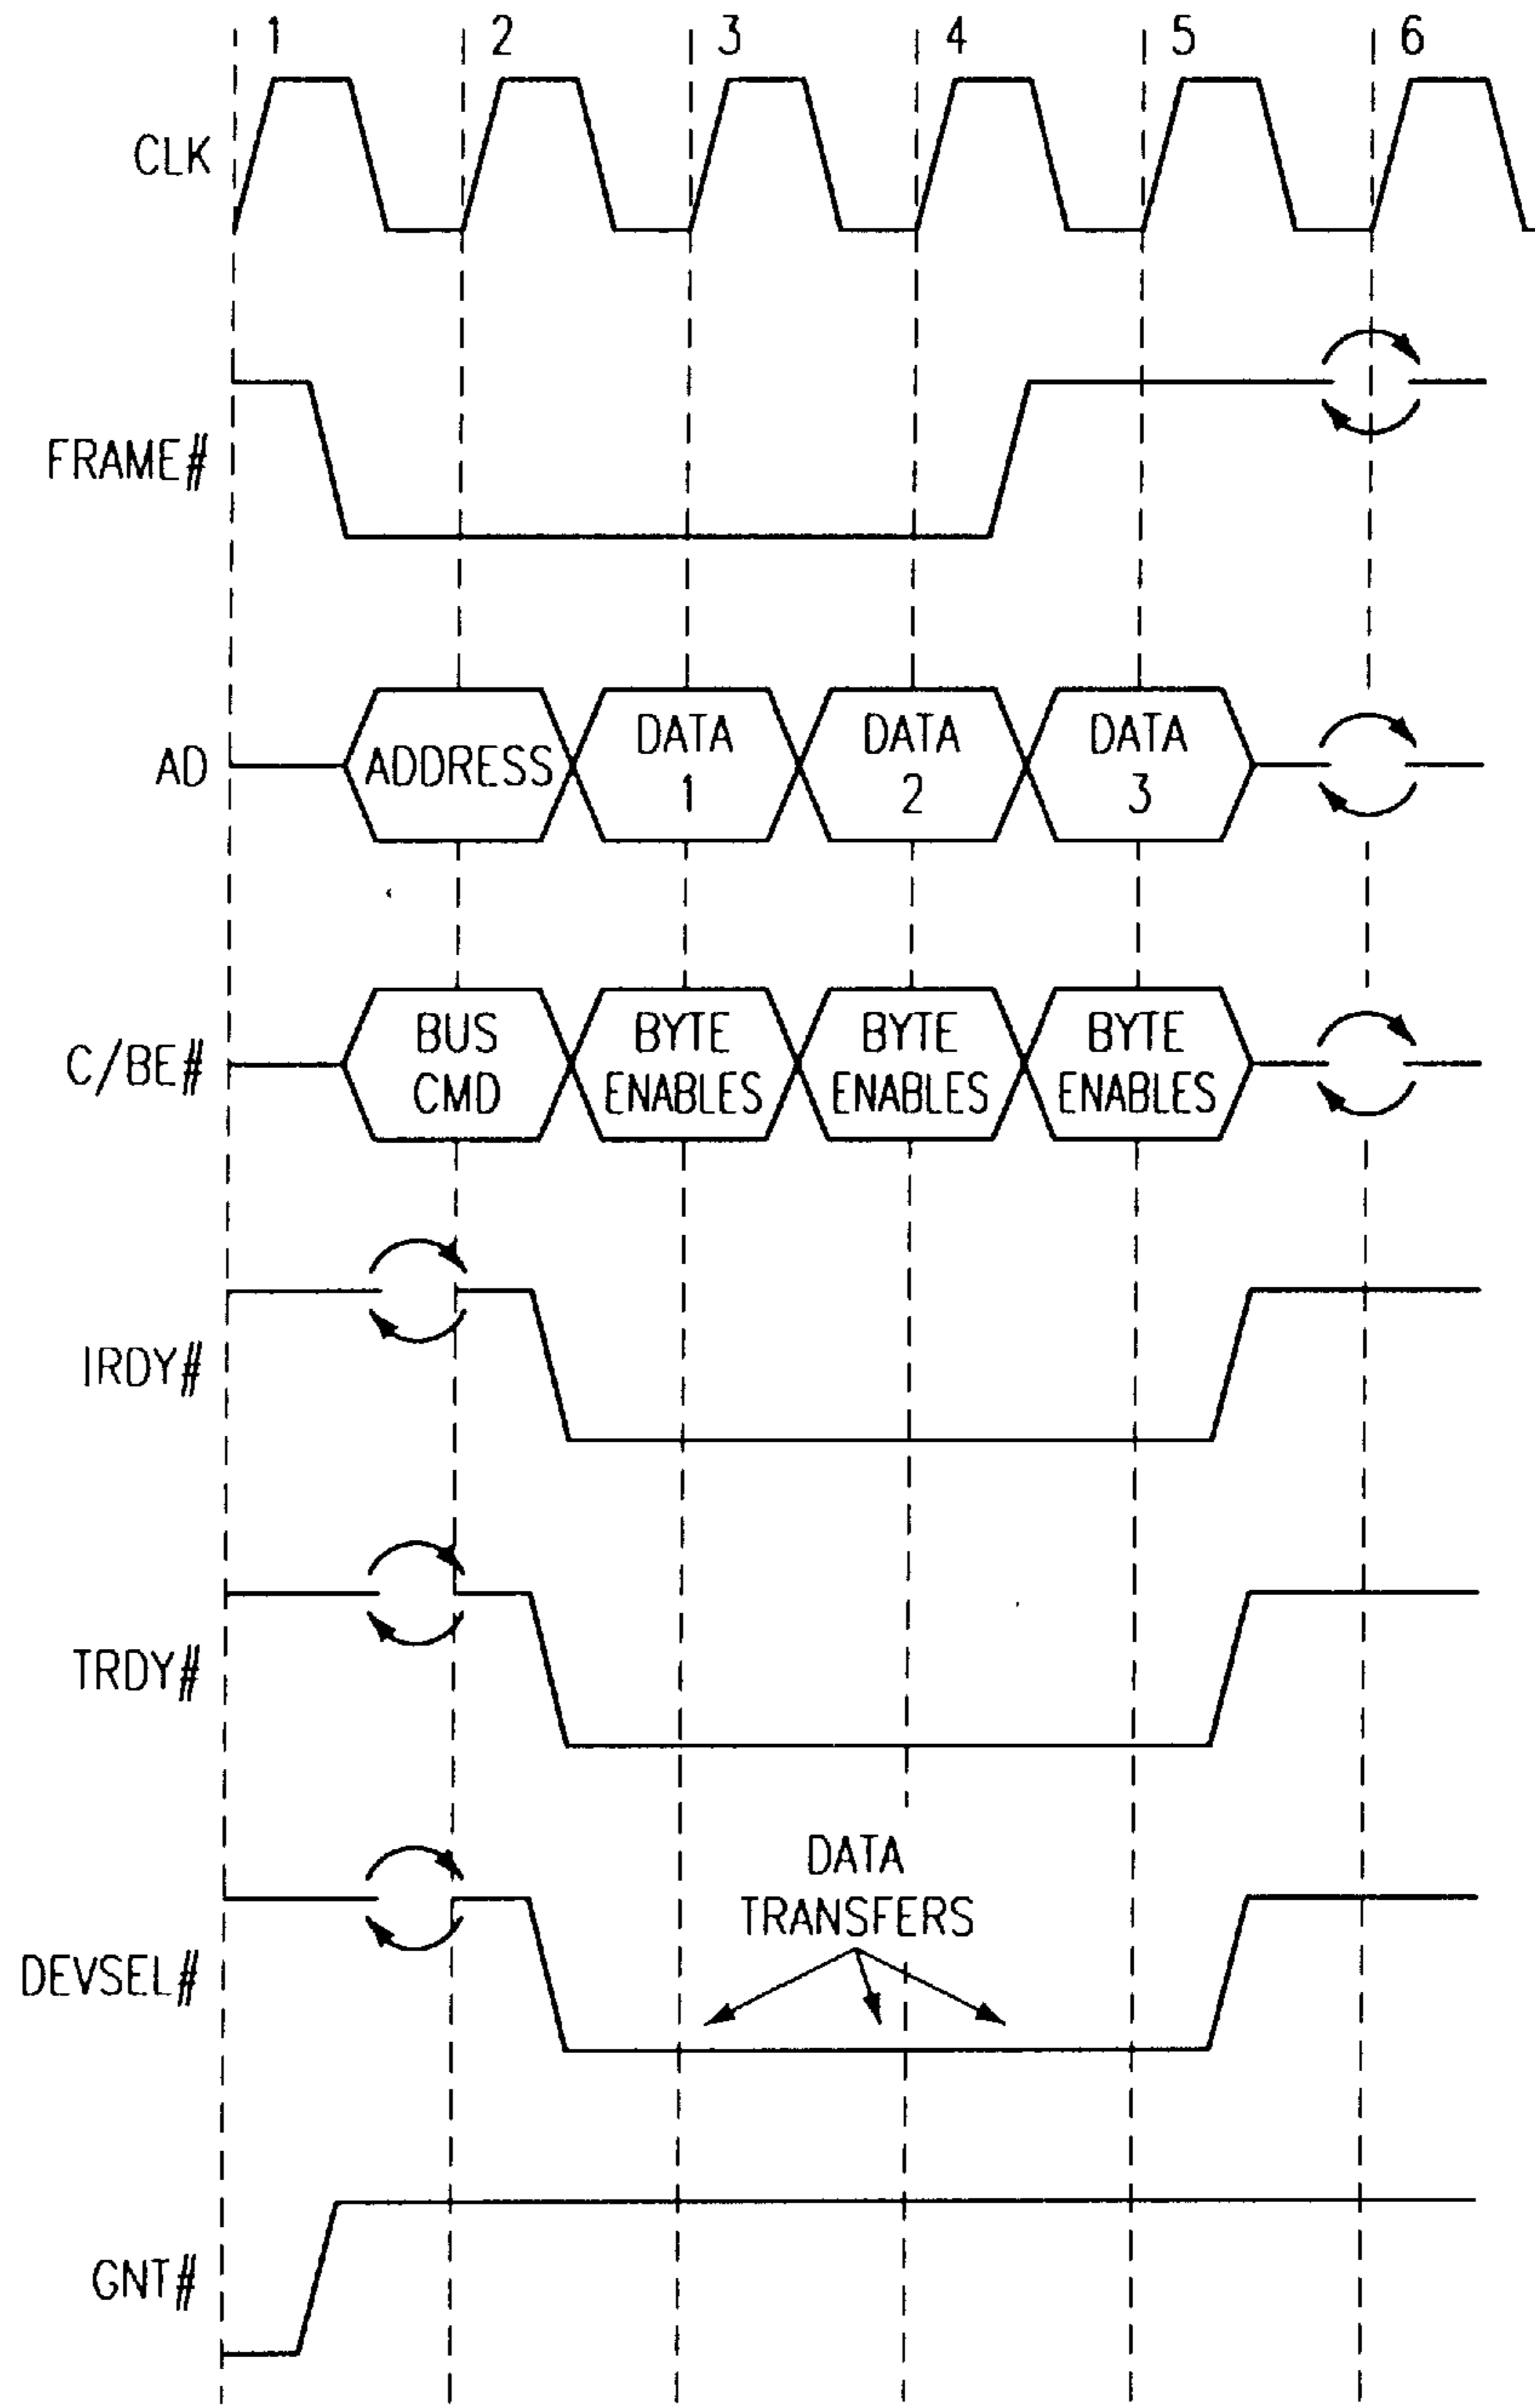 1 2 3 4 5 6
CLK
FRAME#
AD
ADDRESS
DATA
1
DATA
2
DATA
3
C/BE#
BUS
CMD
BYTE
ENABLES
BYTE
ENABLES
BYTE
ENABLES
IRDY#
TRDY#
DEVSEL#
DATA
TRANSFERS
GNT#